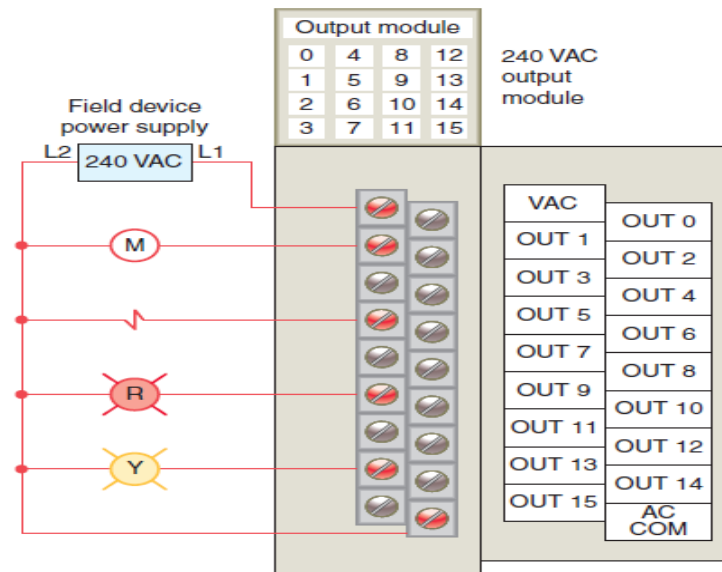 Output module
0 4 8 12
1 5 9 13
2 6 10 14
3 7 11 15
240 VAC
output
module
Field device
power supply
L2 240 VAC L1
M
R
Y
VAC
OUT 0
OUT 1
OUT 2
OUT 3
OUT 4
OUT 5
OUT 6
OUT 7
OUT 8
OUT 9
OUT 10
OUT 11
OUT 12
OUT 13
OUT 14
OUT 15
AC
COM